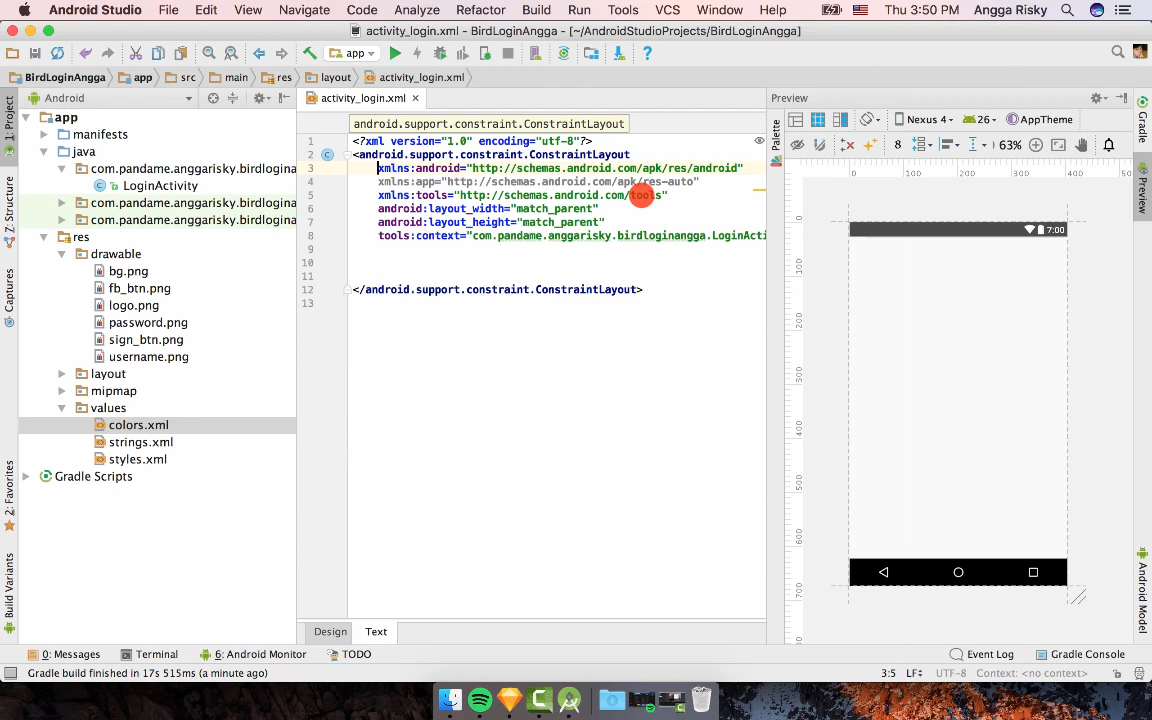 Android Studio File Edit View Navigate Code Analyze Refactor Build Run Tools VCS Window Help Thu 3:50 PM Angga Risky
activity_login.xml - BirdLoginAngga - [~/AndroidStudioProjects/BirdLoginAngga]
app
BirdLoginAngga app src main res layout activity_login.xml
Android
activity_login.xml
Preview
android.support.constraint.ConstraintLayout
Nexus 4 26 AppTheme
8 63%
1: Project
Z: Structure
Captures
2: Favorites
Build Variants
app
manifests
java
com.pandame.anggarisky.birdlogina
LoginActivity
com.pandame.anggarisky.birdlogina
com.pandame.anggarisky.birdlogina
res
drawable
bg.png
fb_btn.png
logo.png
password.png
sign_btn.png
username.png
layout
mipmap
values
colors.xml
strings.xml
styles.xml
Gradle Scripts
1 <?xml version="1.0" encoding="utf-8"?>
2 <android.support.constraint.ConstraintLayout
3 xmlns:android="http://schemas.android.com/apk/res/android"
4 xmlns:app="http://schemas.android.com/apk/res-auto"
5 xmlns:tools="http://schemas.android.com/tools"
6 android:layout_width="match_parent"
7 android:layout_height="match_parent"
8 tools:context="com.pandame.anggarisky.birdloginangga.LoginActi
9
10
11
12 </android.support.constraint.ConstraintLayout>
13
Palette
0 100 200 300 400 50
0
100
200
300
400
500
600
700
7:00
Gradle
Preview
Android Model
Design Text
0: Messages Terminal 6: Android Monitor TODO Event Log Gradle Console
Gradle build finished in 17s 515ms (a minute ago) 3:5 LF UTF-8 Context: <no context>